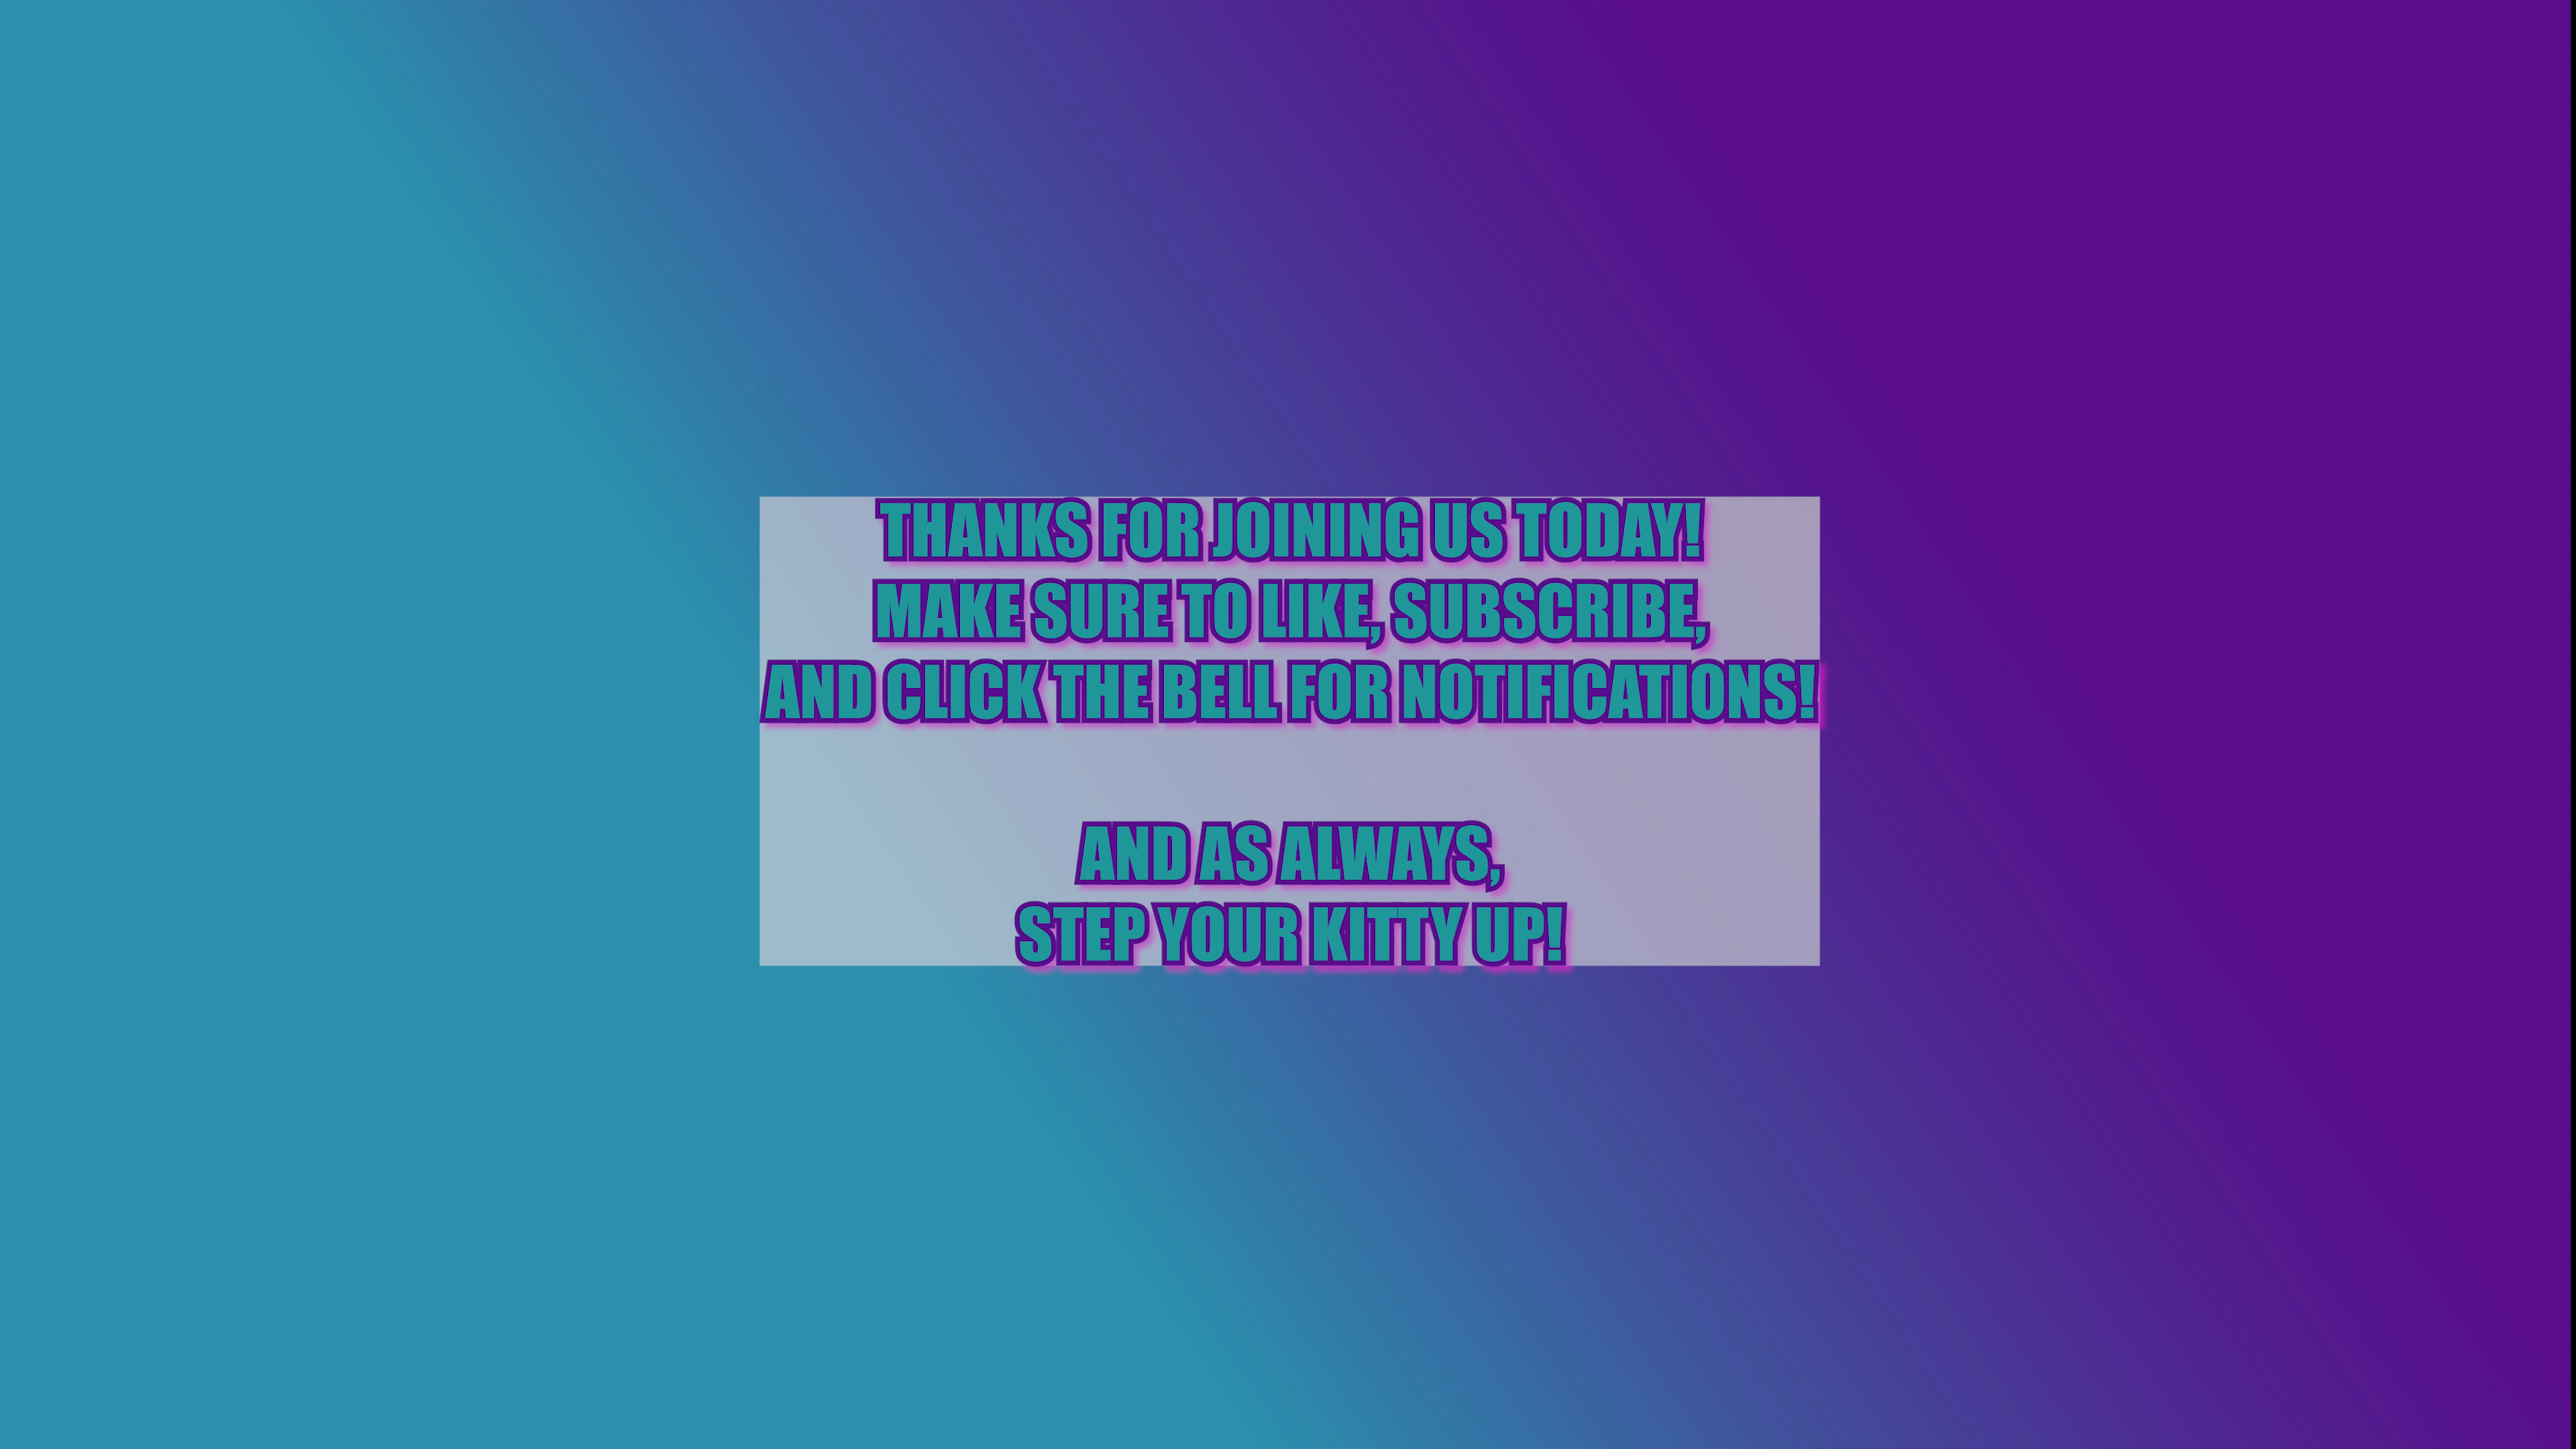 THANKS FOR JOINING US TODAY!
MAKE SURE TO LIKE, SUBSCRIBE,
AND CLICK THE BELL FOR NOTIFICATIONS!
AND AS ALWAYS,
STEP YOUR KITTY UP!